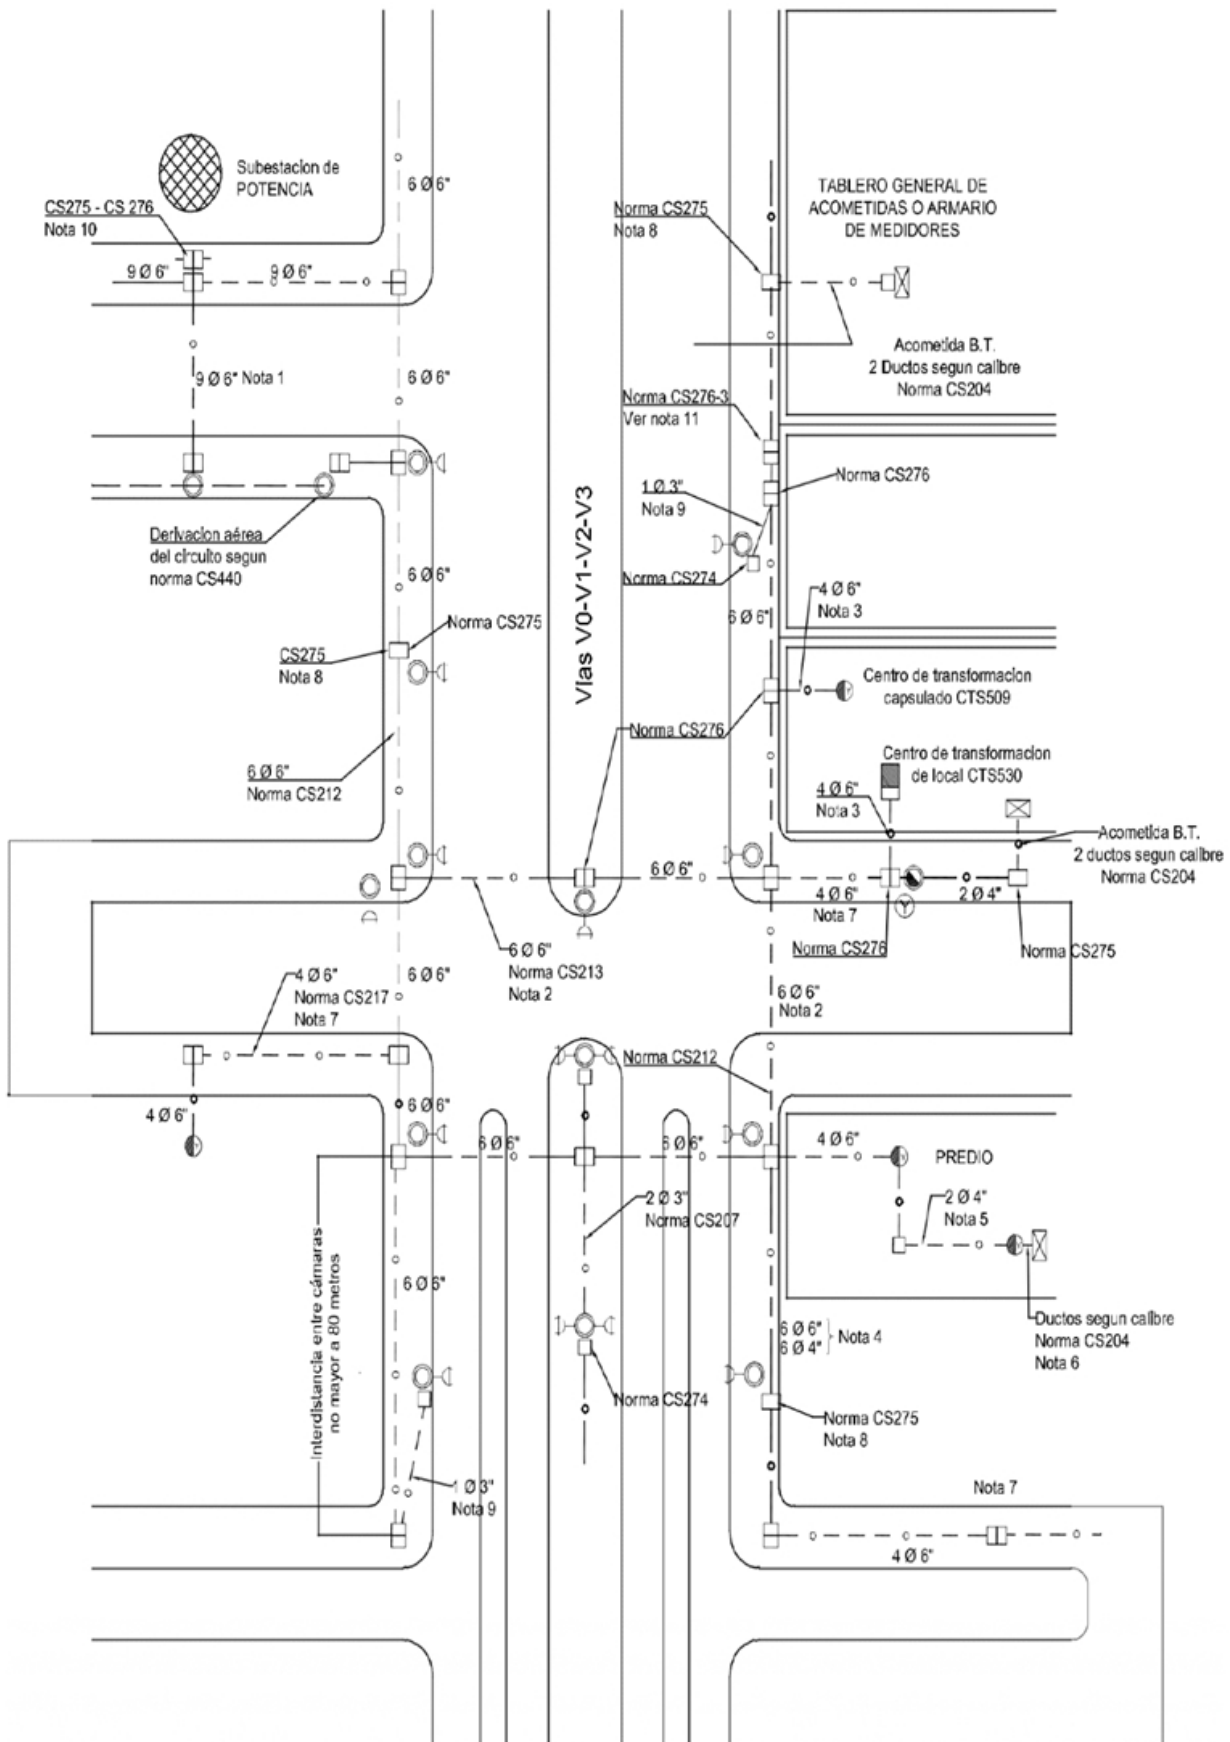 Subestacion de
POTENCIA
6 Ø 6"
CS275 - CS 276
Nota 10
9 Ø 6"
9 Ø 6"
9 Ø 6" Nota 1
6 Ø 6"
Norma CS275
Nota 8
TABLERO GENERAL DE
ACOMETIDAS O ARMARIO
DE MEDIDORES
Acometida B.T.
2 Ductos segun calibre
Norma CS204
Norma CS276-3
Ver nota 11
Norma CS276
1 Ø 3"
Nota 9
Derivacion aérea
del circuito segun
norma CS440
6 Ø 6"
Vias V0-V1-V2-V3
Norma CS274
6 Ø 6"
4 Ø 6"
Nota 3
Norma CS275
CS275
Nota 8
Centro de transformacion
capsulado CTS509
Norma CS276
6 Ø 6"
Norma CS212
Centro de transformacion
de local CTS530
4 Ø 6"
Nota 3
Acometida B.T.
2 ductos segun calibre
Norma CS204
6 Ø 6"
4 Ø 6"
Nota 7
2 Ø 4"
Norma CS276
Norma CS275
6 Ø 6"
Norma CS213
Nota 2
6 Ø 6"
4 Ø 6"
Norma CS217
Nota 7
6 Ø 6"
Nota 2
Norma CS212
4 Ø 6"
6 Ø 6"
6 Ø 6"
6 Ø 6"
4 Ø 6"
PREDIO
2 Ø 3"
Norma CS207
2 Ø 4"
Nota 5
Interdistancia entre cámaras
no mayor a 80 metros
6 Ø 6"
6 Ø 6"
6 Ø 4"
Nota 4
Ductos segun calibre
Norma CS204
Nota 6
Norma CS274
Norma CS275
Nota 8
1 Ø 3"
Nota 9
Nota 7
4 Ø 6"